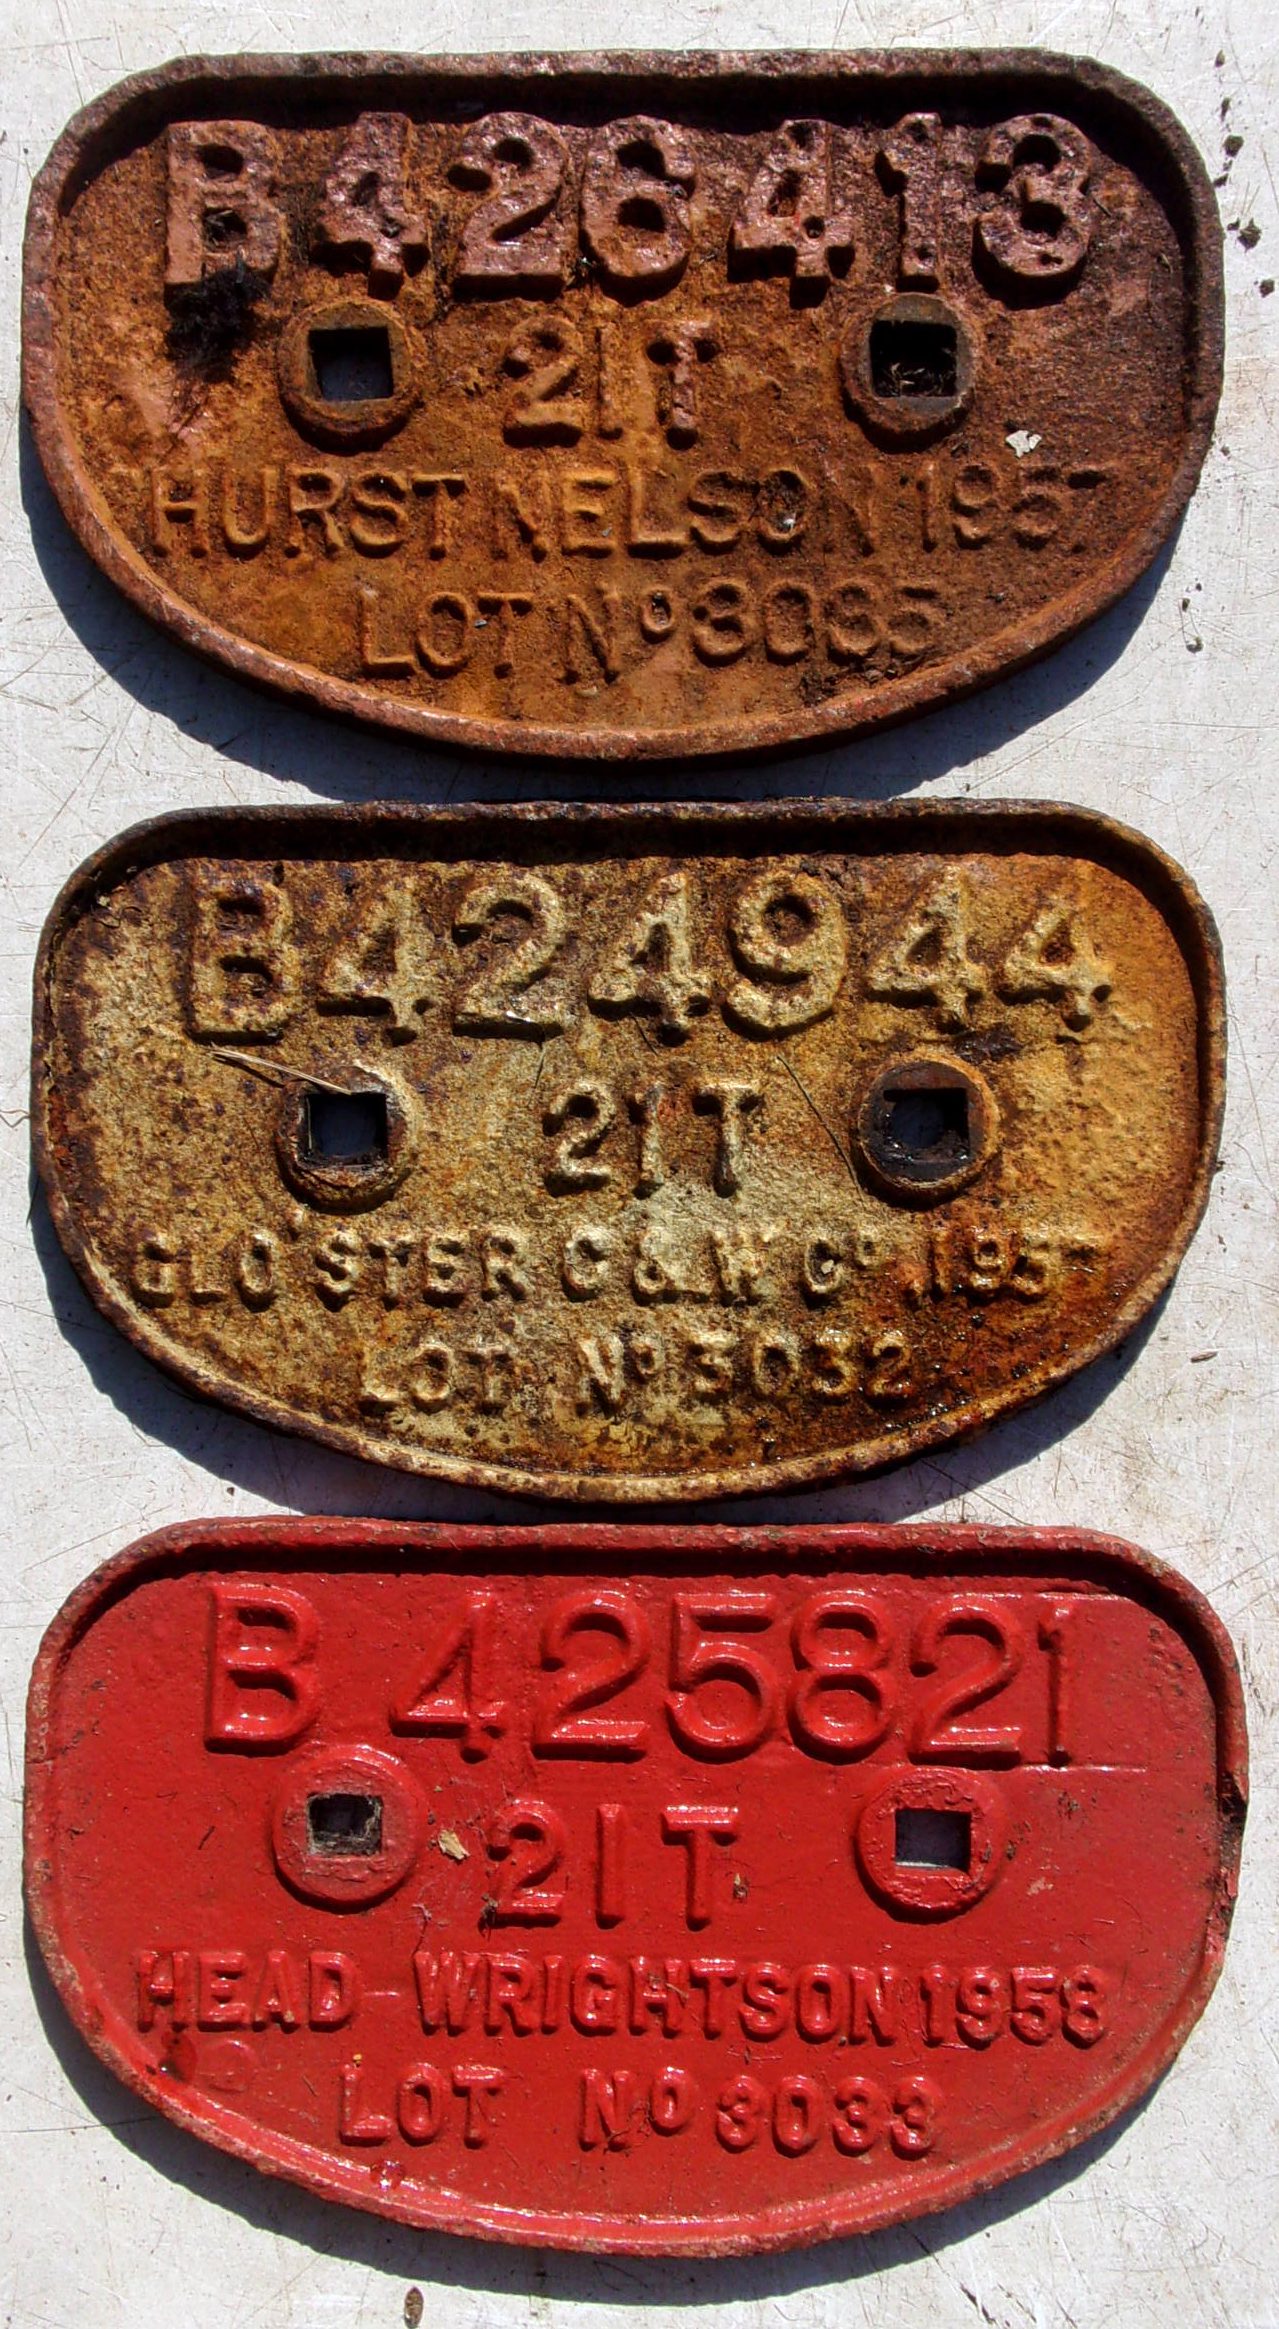 B 426413
21T
HURST NELSON 1957
LOT Nº 3035
B 424944
21T
GLO'STER C & W Cº 1957
LOT Nº 3032
B 425821
21T
HEAD-WRIGHTSON 1958
LOT Nº 3033